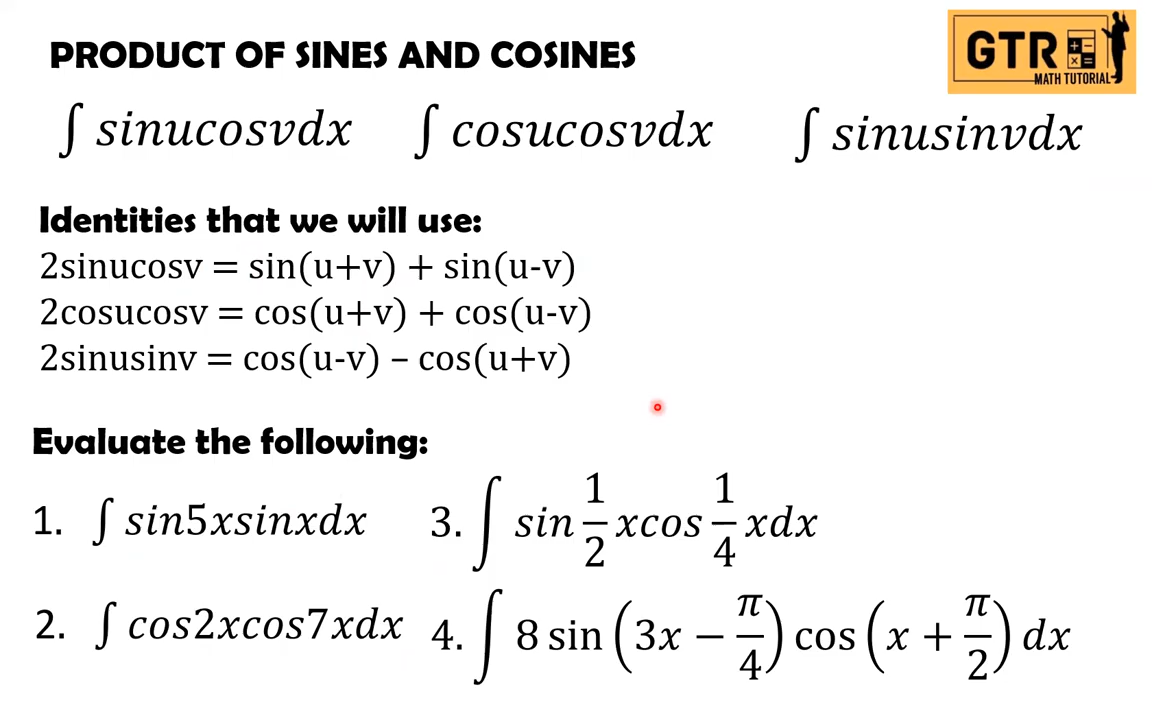 PRODUCT OF SINES AND COSINES
GTR
MATH TUTORIAL
∫ sinucosvdx ∫ cosucosvdx ∫ sinusinvdx
Identities that we will use:
2sinucosv = sin(u+v) + sin(u-v)
2cosucosv = cos(u+v) + cos(u-v)
2sinusinv = cos(u-v) – cos(u+v)
Evaluate the following:
1. ∫ sin5xsinxdx 3. ∫ sin 1/2 xcos 1/4 xdx
2. ∫ cos2xcos7xdx 4. ∫ 8 sin (3x − π/4) cos (x + π/2) dx